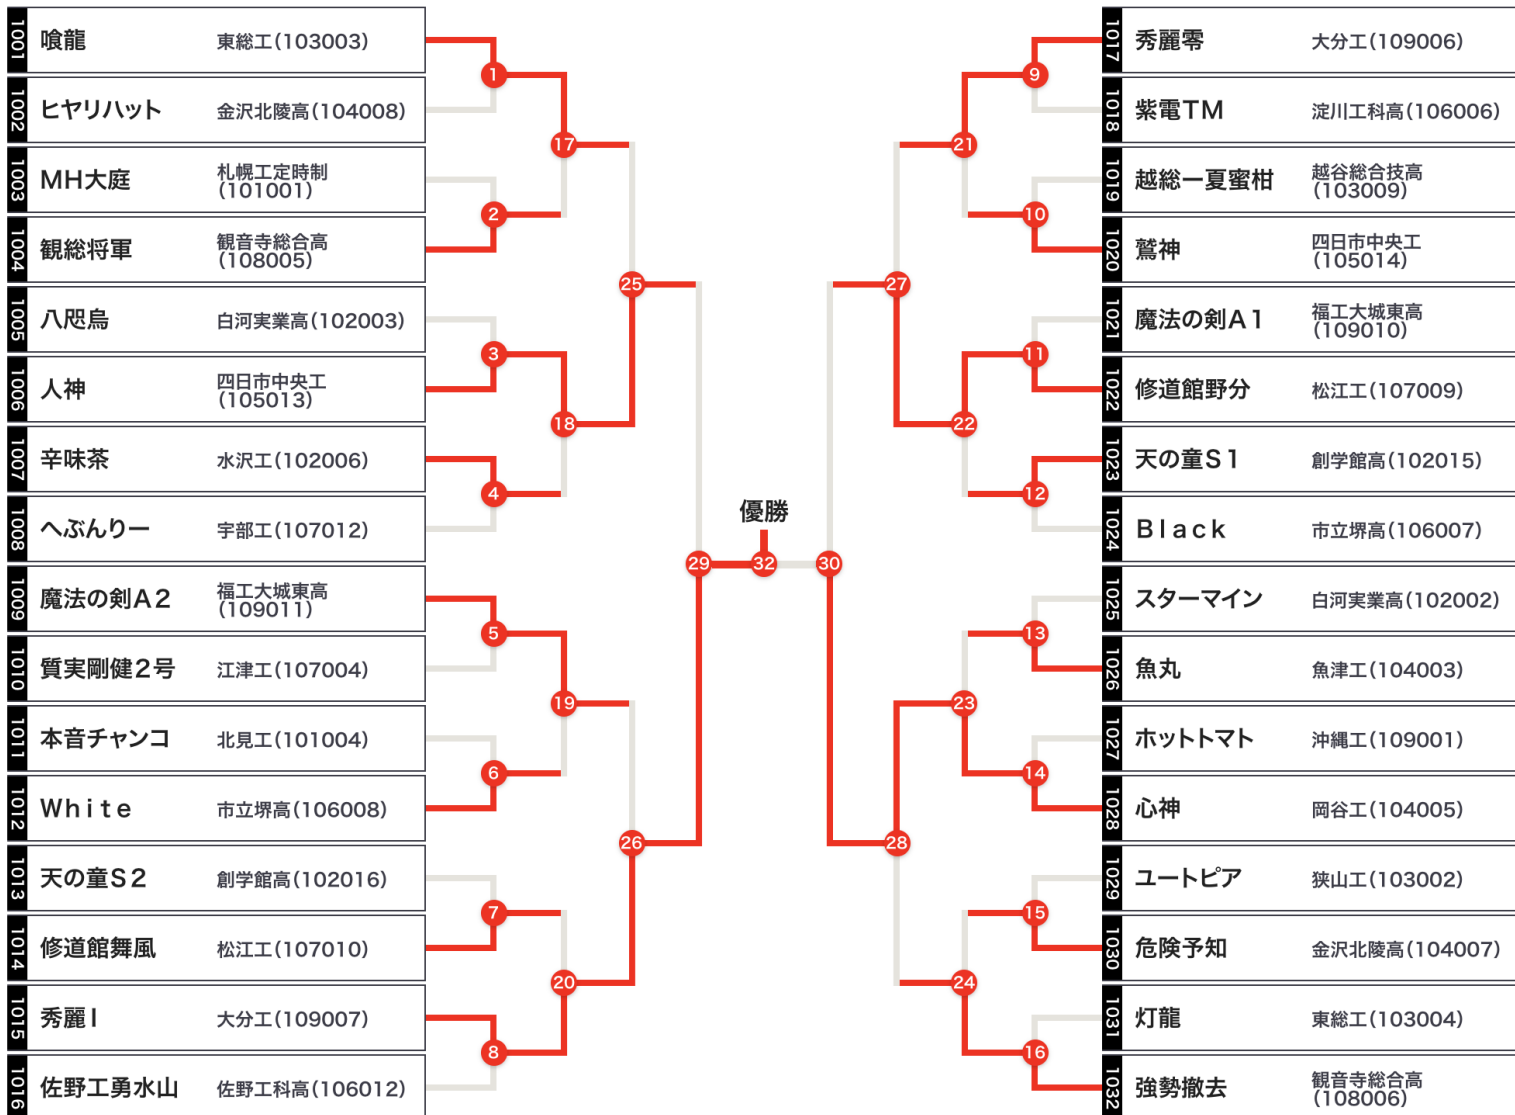 1001 喰龍 東総工(103003)
1002 ヒヤリハット 金沢北陵高(104008)
1003 MH大庭 札幌工定時制
(101001)
1004 観総将軍 観音寺総合高
(108005)
1005 八咫烏 白河実業高(102003)
1006 人神 四日市中央工
(105013)
1007 辛味茶 水沢工(102006)
1008 へぶんりー 宇部工(107012)
1009 魔法の剣A2 福工大城東高
(109011)
1010 質実剛健2号 江津工(107004)
1011 本音チャンコ 北見工(101004)
1012 White 市立堺高(106008)
1013 天の童S2 創学館高(102016)
1014 修道館舞風 松江工(107010)
1015 秀麗I 大分工(109007)
1016 佐野工勇水山 佐野工科高(106012)
1
2
3
4
5
6
7
8
17
18
19
20
25
26
29
優勝
32
30
27
28
21
22
23
24
9
10
11
12
13
14
15
16
1017 秀麗零 大分工(109006)
1018 紫電TM 淀川工科高(106006)
1019 越総一夏蜜柑 越谷総合技高
(103009)
1020 鷲神 四日市中央工
(105014)
1021 魔法の剣A1 福工大城東高
(109010)
1022 修道館野分 松江工(107009)
1023 天の童S1 創学館高(102015)
1024 Black 市立堺高(106007)
1025 スターマイン 白河実業高(102002)
1026 魚丸 魚津工(104003)
1027 ホットトマト 沖縄工(109001)
1028 心神 岡谷工(104005)
1029 ユートピア 狭山工(103002)
1030 危険予知 金沢北陵高(104007)
1031 灯龍 東総工(103004)
1032 強勢撤去 観音寺総合高
(108006)